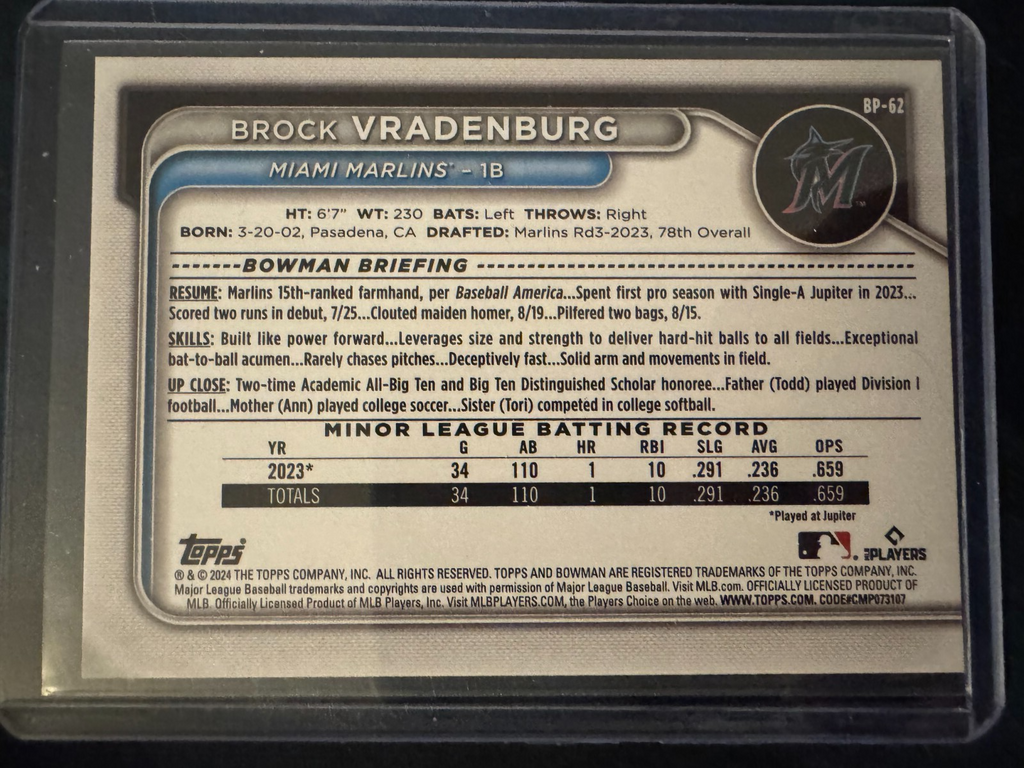 BP-62
BROCK VRADENBURG
MIAMI MARLINS™ – 1B
HT: 6'7" WT: 230 BATS: Left THROWS: Right
BORN: 3-20-02, Pasadena, CA DRAFTED: Marlins Rd3-2023, 78th Overall
BOWMAN BRIEFING
RESUME: Marlins 15th-ranked farmhand, per Baseball America...Spent first pro season with Single-A Jupiter in 2023...
Scored two runs in debut, 7/25...Clouted maiden homer, 8/19...Pilfered two bags, 8/15.
SKILLS: Built like power forward...Leverages size and strength to deliver hard-hit balls to all fields...Exceptional
bat-to-ball acumen...Rarely chases pitches...Deceptively fast...Solid arm and movements in field.
UP CLOSE: Two-time Academic All-Big Ten and Big Ten Distinguished Scholar honoree...Father (Todd) played Division I
football...Mother (Ann) played college soccer...Sister (Tori) competed in college softball.
MINOR LEAGUE BATTING RECORD
YR G AB HR RBI SLG AVG OPS
2023* 34 110 1 10 .291 .236 .659
TOTALS 34 110 1 10 .291 .236 .659
*Played at Jupiter
Topps
MLB PLAYERS
® & © 2024 THE TOPPS COMPANY, INC. ALL RIGHTS RESERVED. TOPPS AND BOWMAN ARE REGISTERED TRADEMARKS OF THE TOPPS COMPANY, INC.
Major League Baseball trademarks and copyrights are used with permission of Major League Baseball. Visit MLB.com. OFFICIALLY LICENSED PRODUCT OF
MLB Officially Licensed Product of MLB Players, Inc. Visit MLBPLAYERS.COM, the Players Choice on the web. WWW.TOPPS.COM. CODE#CMP073107